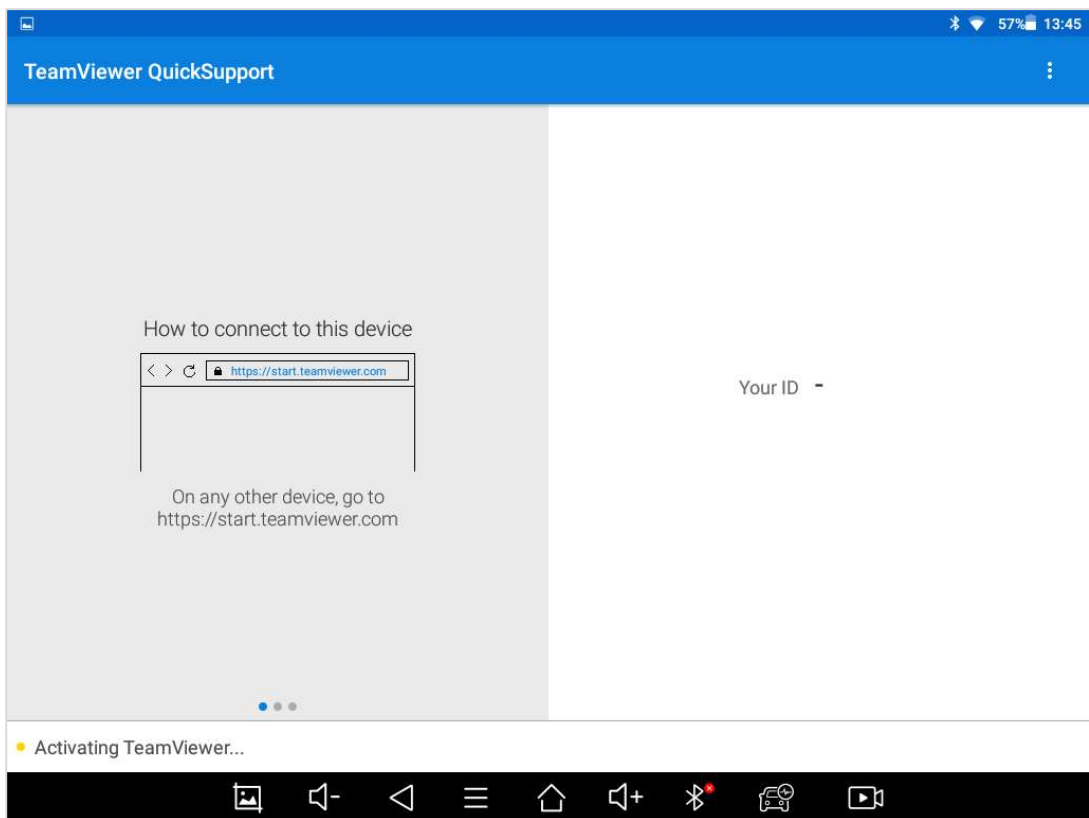 57% 13:45
TeamViewer QuickSupport
How to connect to this device
https://start.teamviewer.com
On any other device, go to
https://start.teamviewer.com
Your ID -
Activating TeamViewer...